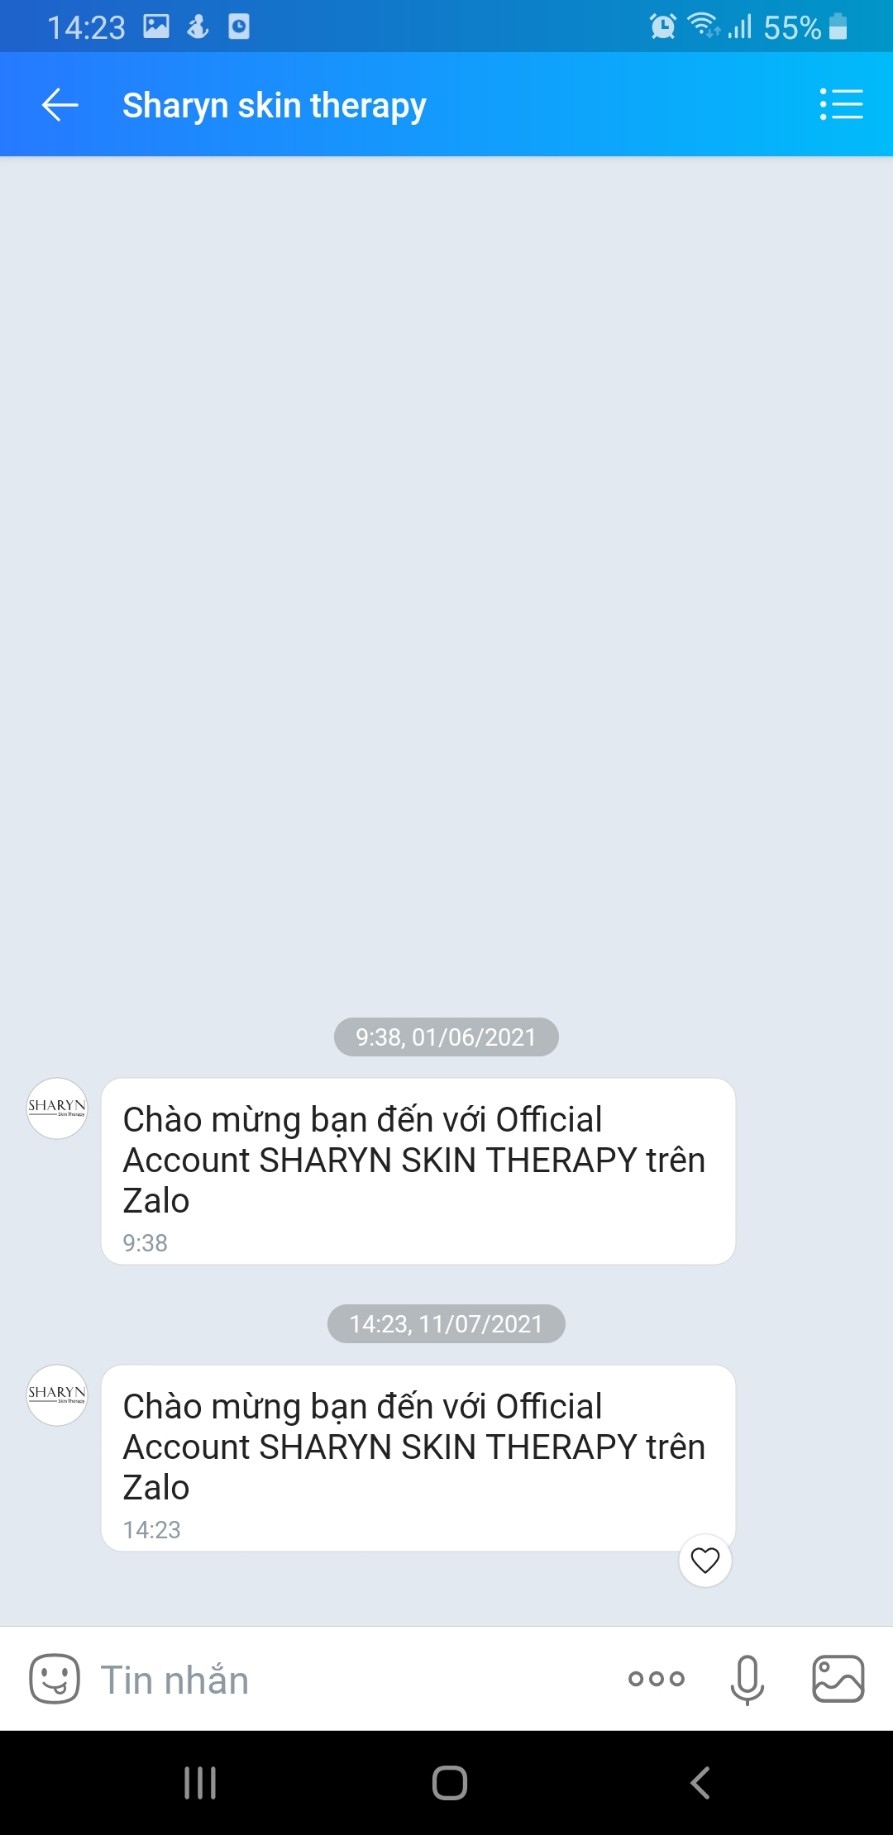 14:23
55%
Sharyn skin therapy
9:38, 01/06/2021
SHARYN
Skin Therapy
Chào mừng bạn đến với Official
Account SHARYN SKIN THERAPY trên
Zalo
9:38
14:23, 11/07/2021
SHARYN
Skin Therapy
Chào mừng bạn đến với Official
Account SHARYN SKIN THERAPY trên
Zalo
14:23
Tin nhắn